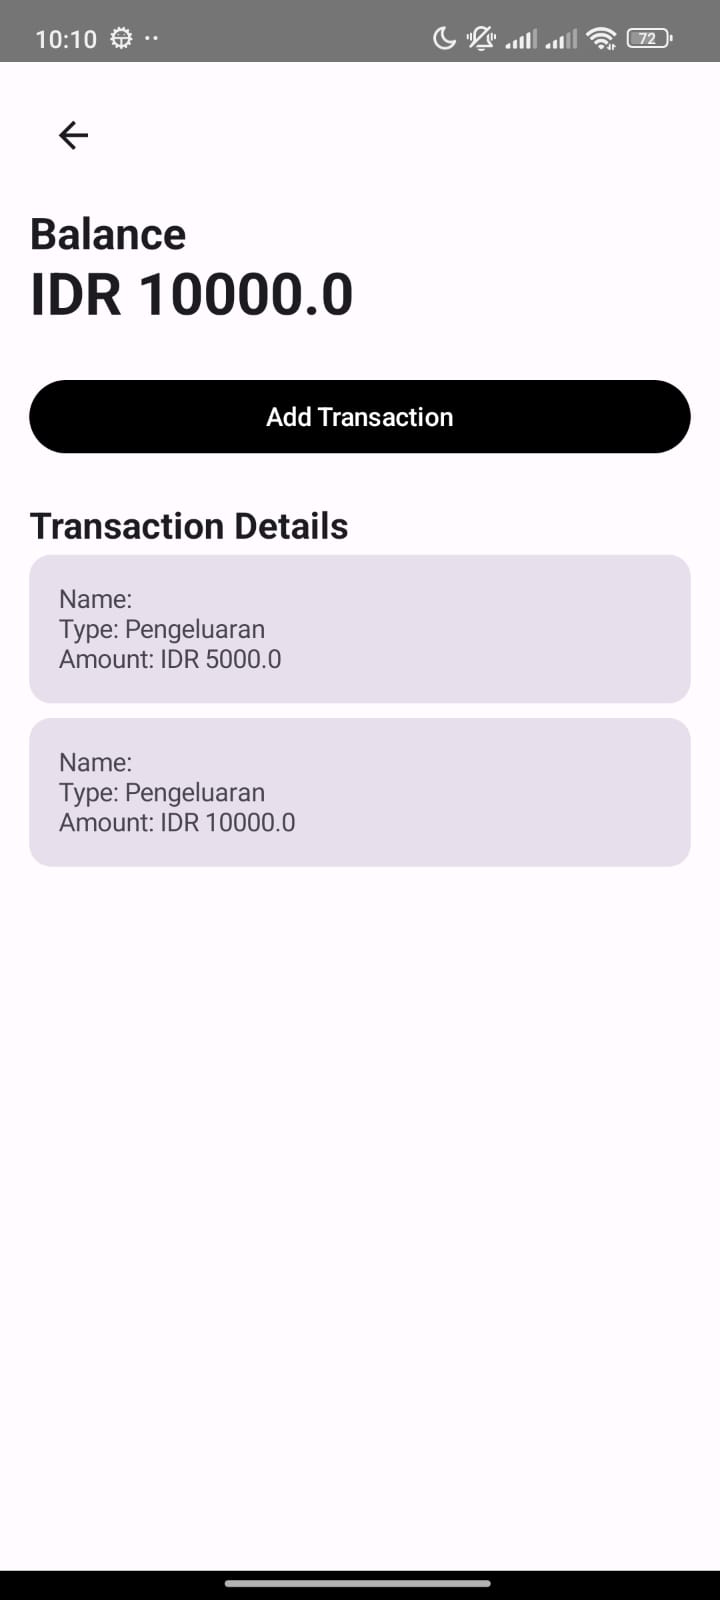 10:10
72
Balance
IDR 10000.0
Add Transaction
Transaction Details
Name:
Type: Pengeluaran
Amount: IDR 5000.0
Name:
Type: Pengeluaran
Amount: IDR 10000.0